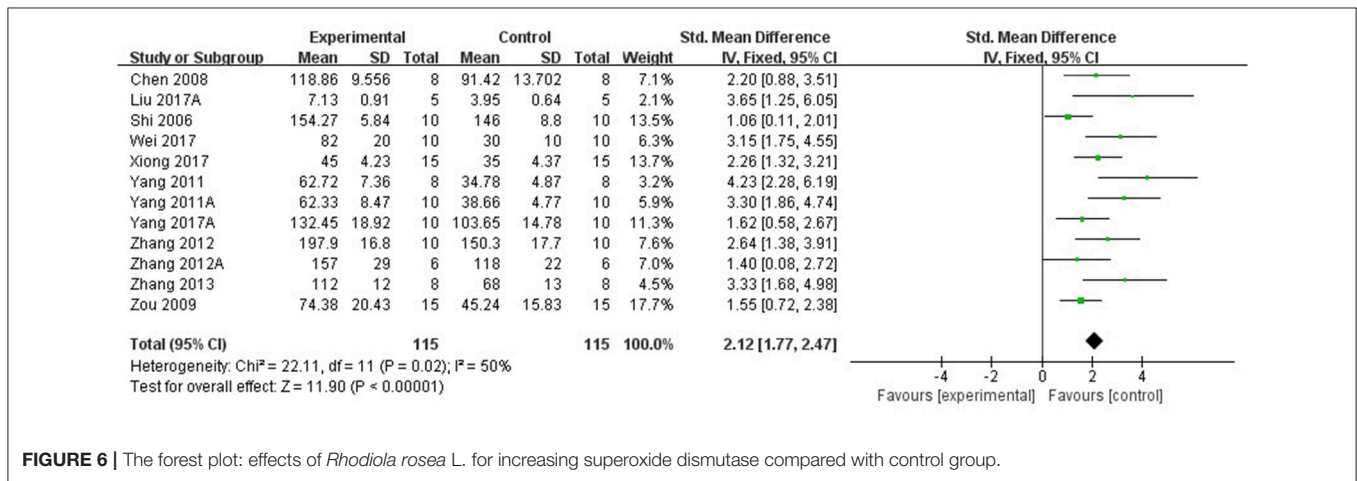 Experimental Control Std. Mean Difference Std. Mean Difference
Study or Subgroup Mean SD Total Mean SD Total Weight IV, Fixed, 95% CI IV, Fixed, 95% CI
Chen 2008 118.86 9.556 8 91.42 13.702 8 7.1% 2.20 [0.88, 3.51]
Liu 2017A 7.13 0.91 5 3.95 0.64 5 2.1% 3.65 [1.25, 6.05]
Shi 2006 154.27 5.84 10 146 8.8 10 13.5% 1.06 [0.11, 2.01]
Wei 2017 82 20 10 30 10 10 6.3% 3.15 [1.75, 4.55]
Xiong 2017 45 4.23 15 35 4.37 15 13.7% 2.26 [1.32, 3.21]
Yang 2011 62.72 7.36 8 34.78 4.87 8 3.2% 4.23 [2.28, 6.19]
Yang 2011A 62.33 8.47 10 38.66 4.77 10 5.9% 3.30 [1.86, 4.74]
Yang 2017A 132.45 18.92 10 103.65 14.78 10 11.3% 1.62 [0.58, 2.67]
Zhang 2012 197.9 16.8 10 150.3 17.7 10 7.6% 2.64 [1.38, 3.91]
Zhang 2012A 157 29 6 118 22 6 7.0% 1.40 [0.08, 2.72]
Zhang 2013 112 12 8 68 13 8 4.5% 3.33 [1.68, 4.98]
Zou 2009 74.38 20.43 15 45.24 15.83 15 17.7% 1.55 [0.72, 2.38]
Total (95% CI) 115 115 100.0% 2.12 [1.77, 2.47]
Heterogeneity: Chi² = 22.11, df = 11 (P = 0.02); I² = 50%
Test for overall effect: Z = 11.90 (P < 0.00001)
-4 -2 0 2 4
Favours [experimental] Favours [control]
FIGURE 6 | The forest plot: effects of Rhodiola rosea L. for increasing superoxide dismutase compared with control group.